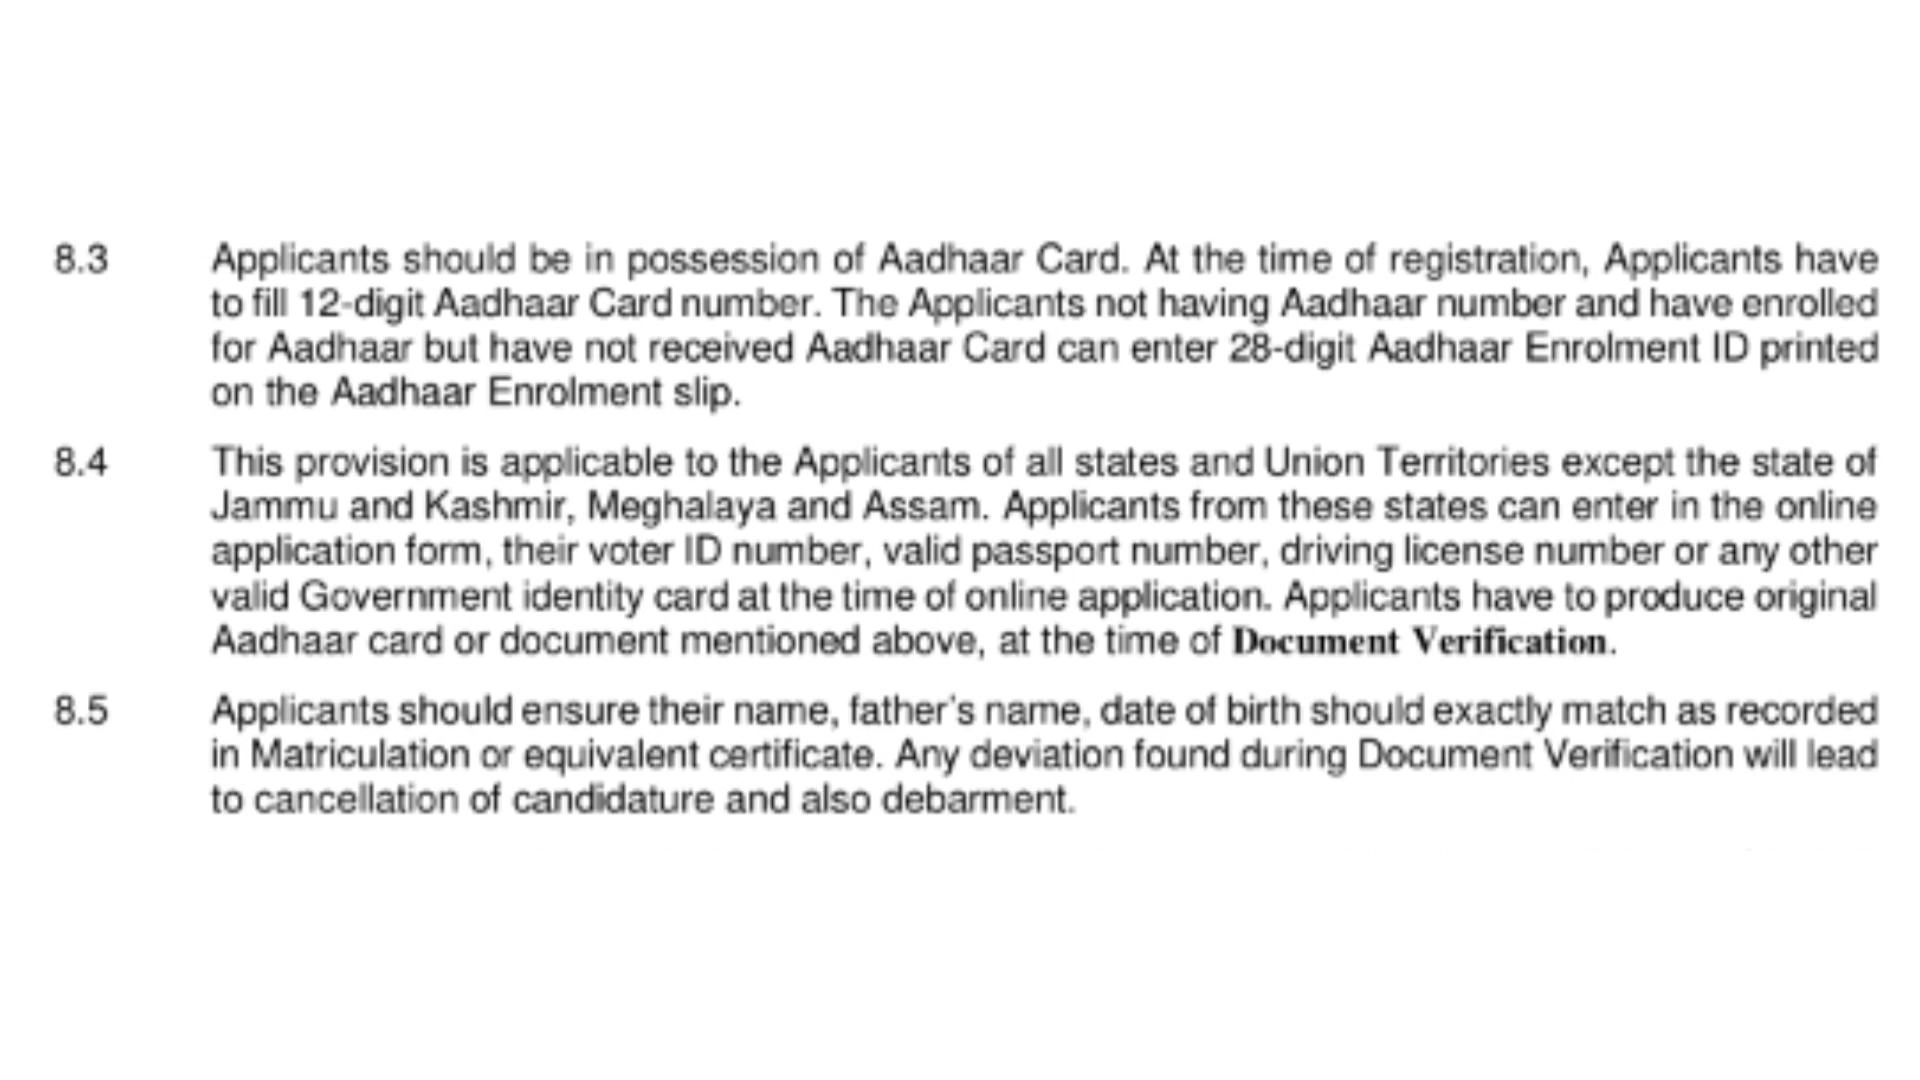 8.3 Applicants should be in possession of Aadhaar Card. At the time of registration, Applicants have
to fill 12-digit Aadhaar Card number. The Applicants not having Aadhaar number and have enrolled
for Aadhaar but have not received Aadhaar Card can enter 28-digit Aadhaar Enrolment ID printed
on the Aadhaar Enrolment slip.
8.4 This provision is applicable to the Applicants of all states and Union Territories except the state of
Jammu and Kashmir, Meghalaya and Assam. Applicants from these states can enter in the online
application form, their voter ID number, valid passport number, driving license number or any other
valid Government identity card at the time of online application. Applicants have to produce original
Aadhaar card or document mentioned above, at the time of Document Verification.
8.5 Applicants should ensure their name, father's name, date of birth should exactly match as recorded
in Matriculation or equivalent certificate. Any deviation found during Document Verification will lead
to cancellation of candidature and also debarment.